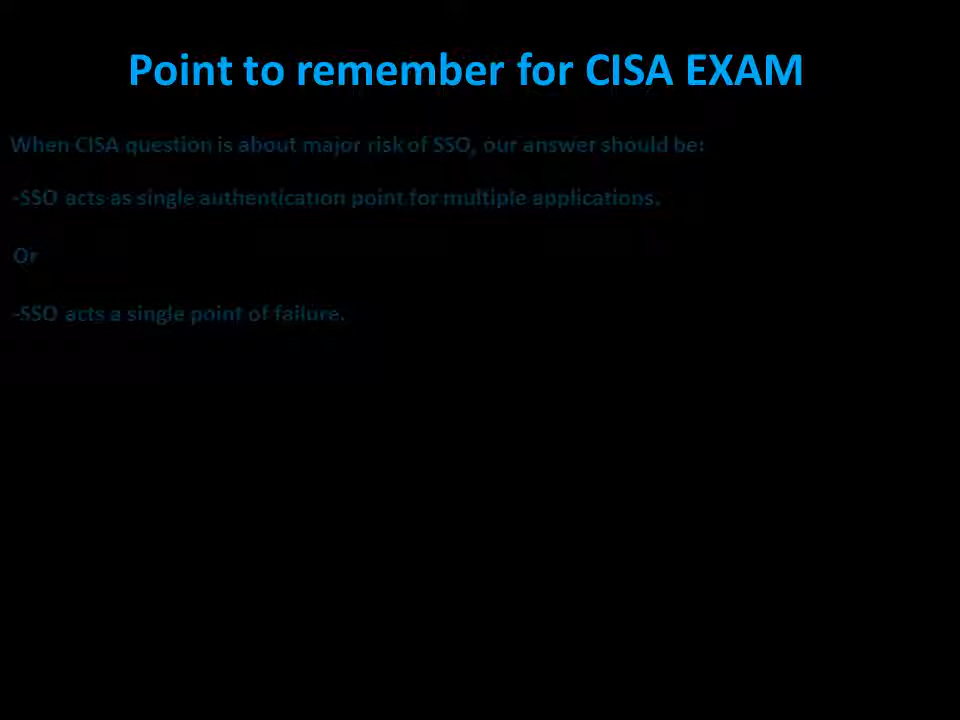 Point to remember for CISA EXAM
When CISA question is about major risk of SSO, our answer should be:
-SSO acts as single authentication point for multiple applications.
Or
-SSO acts a single point of failure.